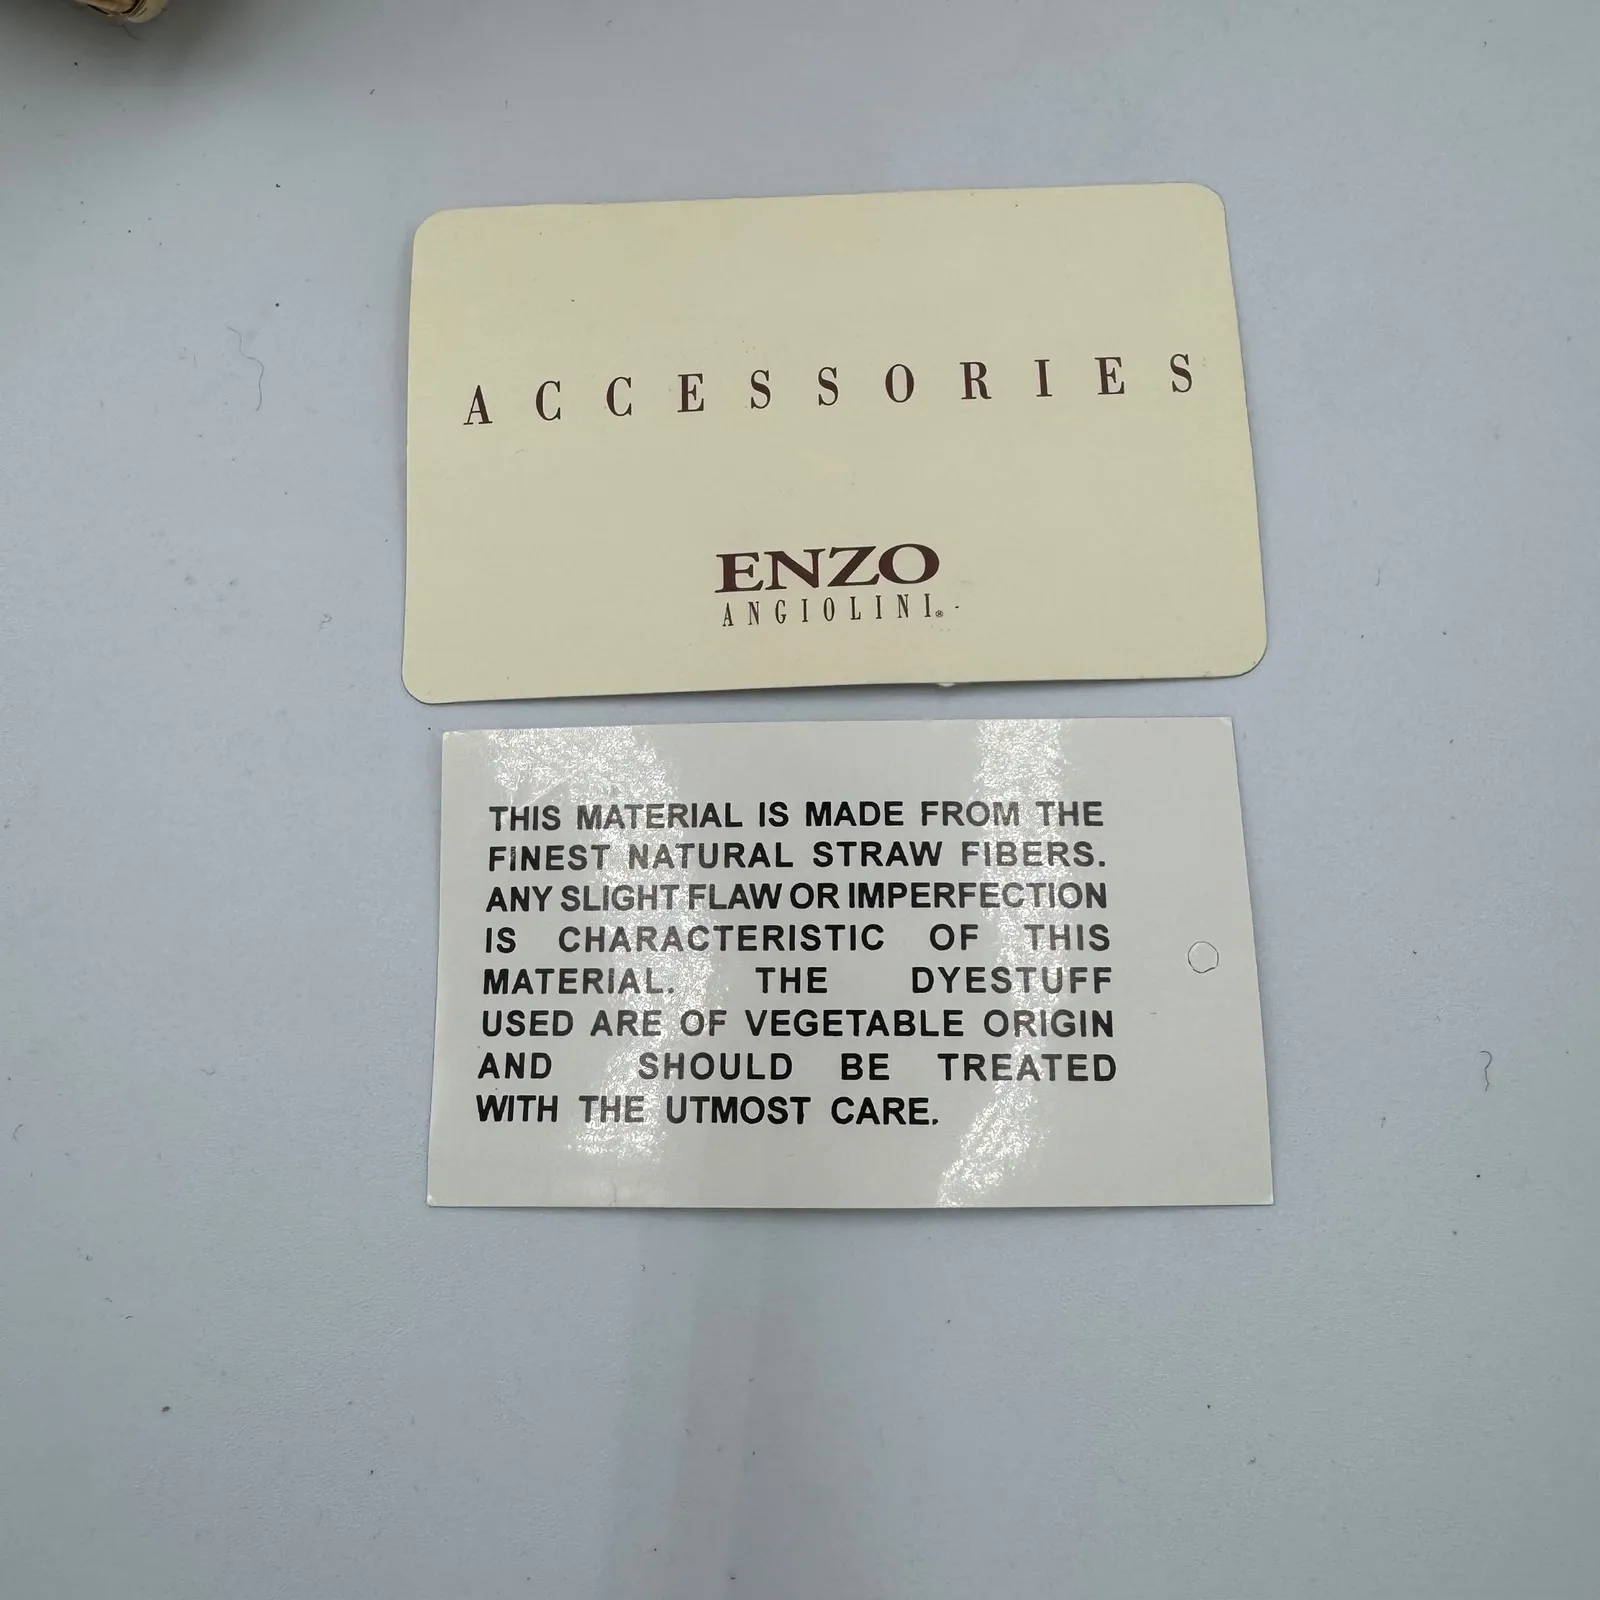 ACCESSORIES
ENZO
ANGIOLINI®
THIS MATERIAL IS MADE FROM THE
FINEST NATURAL STRAW FIBERS.
ANY SLIGHT FLAW OR IMPERFECTION
IS CHARACTERISTIC OF THIS
MATERIAL. THE DYESTUFF
USED ARE OF VEGETABLE ORIGIN
AND SHOULD BE TREATED
WITH THE UTMOST CARE.